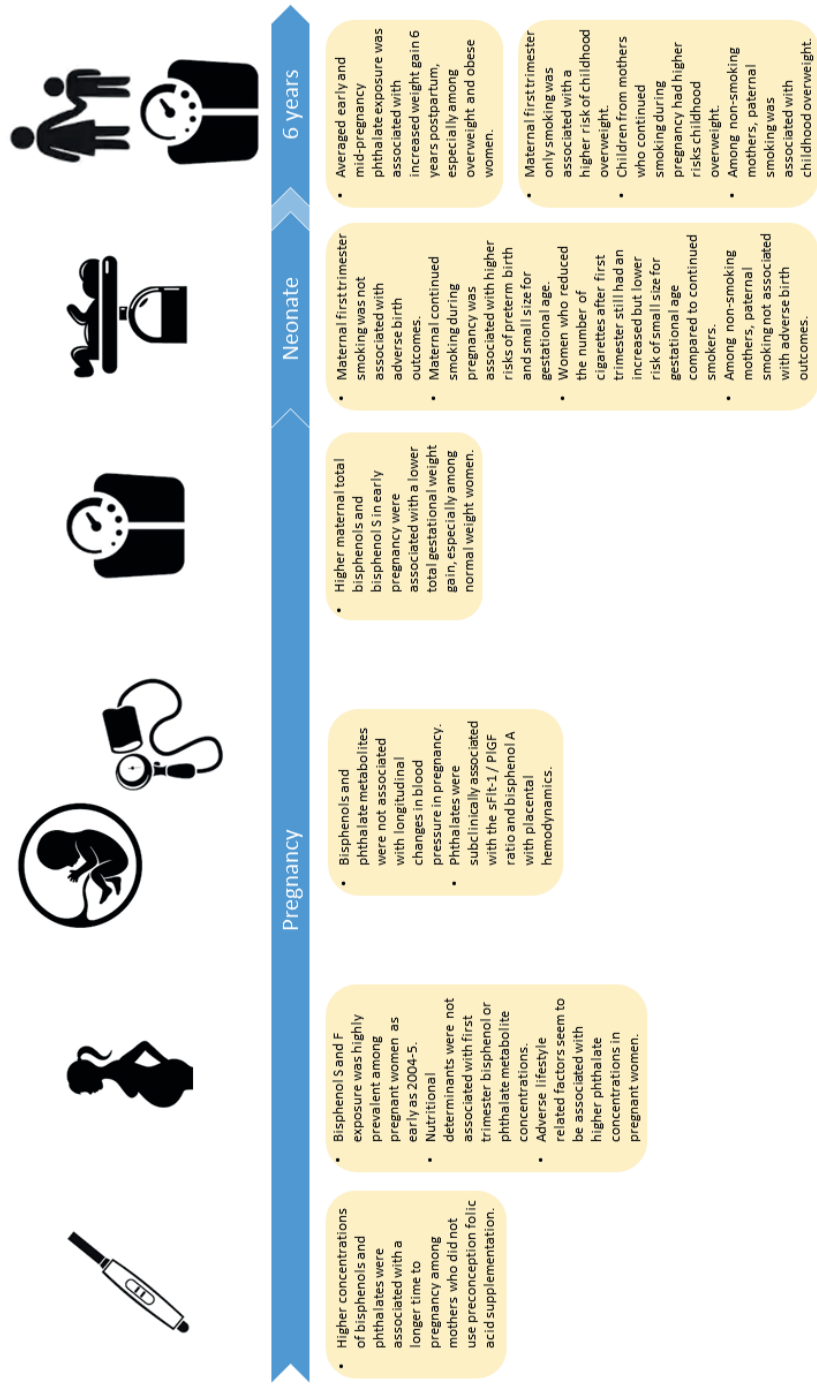 Pregnancy
Neonate
6 years
• Higher concentrations
of bisphenols and
phthalates were
associated with a
longer time to
pregnancy among
mothers who did not
use preconception folic
acid supplementation.
• Bisphenol S and F
exposure was highly
prevalent among
pregnant women as
early as 2004-5.
• Nutritional
determinants were not
associated with first
trimester bisphenol or
phthalate metabolite
concentrations.
• Adverse lifestyle
related factors seem to
be associated with
higher phthalate
concentrations in
pregnant women.
• Bisphenols and
phthalate metabolites
were not associated
with longitudinal
changes in blood
pressure in pregnancy.
• Phthalates were
subclinically associated
with the sFlt-1 / PlGF
ratio and bisphenol A
with placental
hemodynamics.
• Higher maternal total
bisphenols and
bisphenol S in early
pregnancy were
associated with a lower
total gestational weight
gain, especially among
normal weight women.
• Maternal first trimester
smoking was not
associated with
adverse birth
outcomes.
• Maternal continued
smoking during
pregnancy was
associated with higher
risks of preterm birth
and small size for
gestational age.
• Women who reduced
the number of
cigarettes after first
trimester still had an
increased but lower
risk of small size for
gestational age
compared to continued
smokers.
• Among non-smoking
mothers, paternal
smoking not associated
with adverse birth
outcomes.
• Averaged early and
mid-pregnancy
phthalate exposure was
associated with
increased weight gain 6
years postpartum,
especially among
overweight and obese
women.
• Maternal first trimester
only smoking was
associated with a
higher risk of childhood
overweight.
• Children from mothers
who continued
smoking during
pregnancy had higher
risks childhood
overweight.
• Among non-smoking
mothers, paternal
smoking was
associated with
childhood overweight.